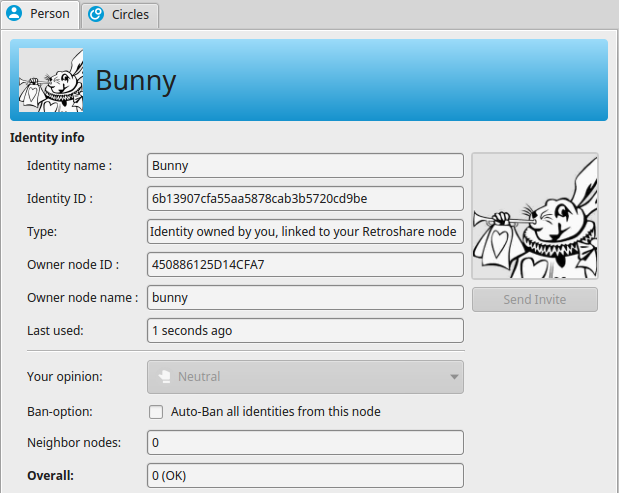 Person
Circles
Bunny
Identity info
Identity name : Bunny
Identity ID : 6b13907cfa55aa5878cab3b5720cd9be
Type: Identity owned by you, linked to your Retroshare node
Owner node ID : 450886125D14CFA7
Owner node name : bunny
Send Invite
Last used: 1 seconds ago
Your opinion: Neutral
Ban-option: Auto-Ban all identities from this node
Neighbor nodes: 0
Overall: 0 (OK)